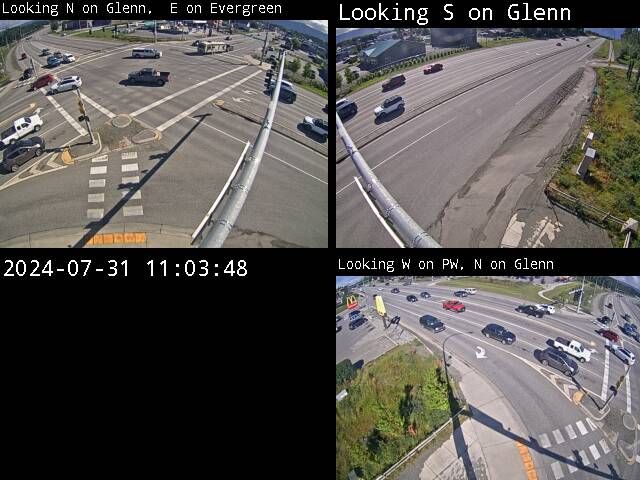 Looking N on Glenn, E on Evergreen
Looking S on Glenn
2024-07-31 11:03:48
Looking W on PW, N on Glenn